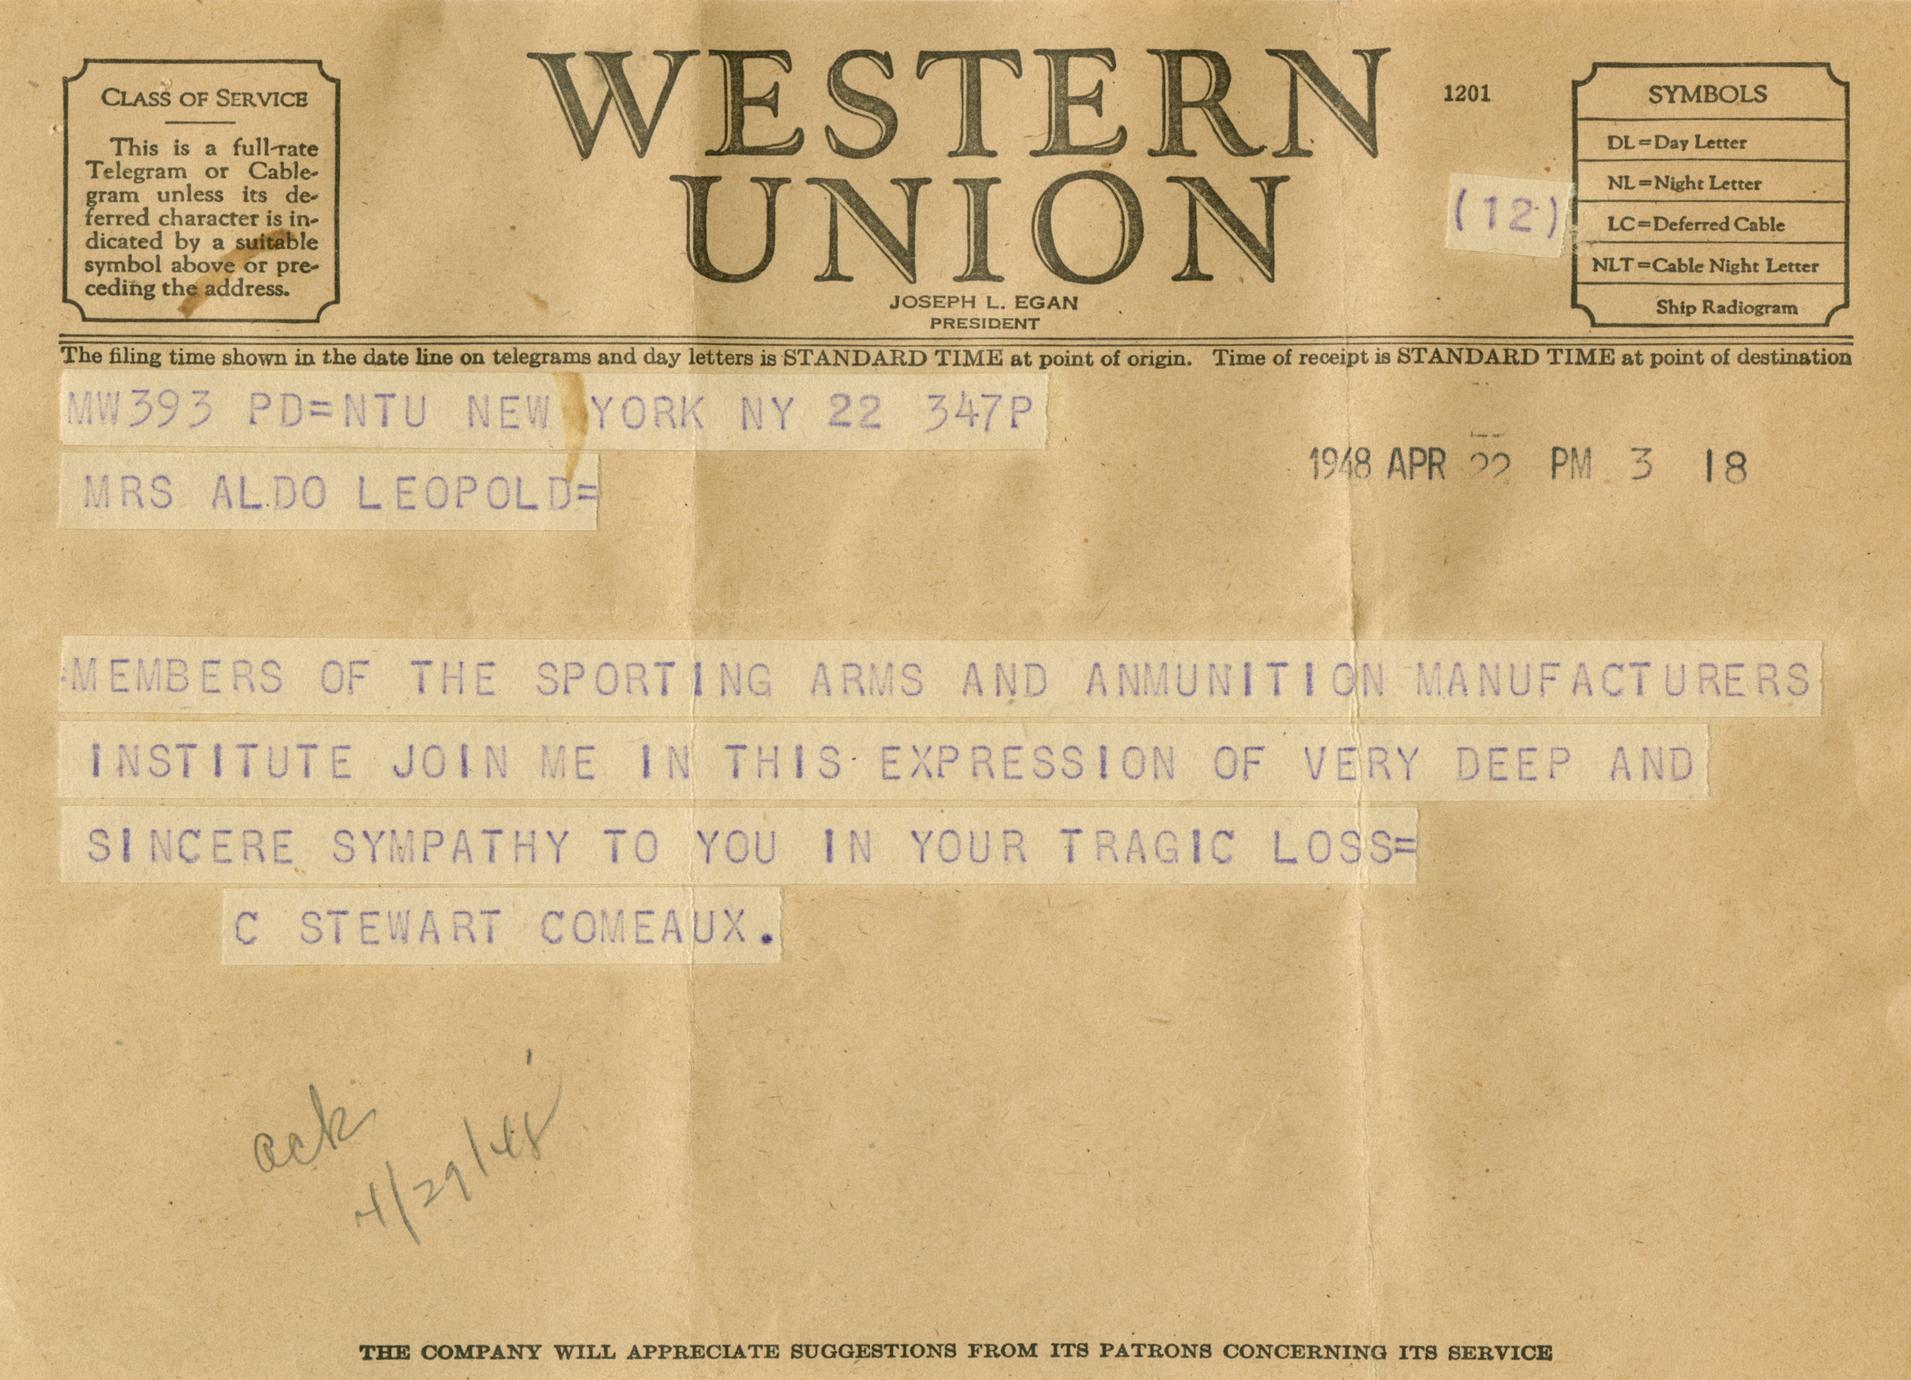 CLASS OF SERVICE
This is a full-rate
Telegram or Cable-
gram unless its de-
ferred character is in-
dicated by a suitable
symbol above or pre-
ceding the address.
WESTERN
UNION
JOSEPH L. EGAN
PRESIDENT
1201
(12)
SYMBOLS
DL=Day Letter
NL=Night Letter
LC=Deferred Cable
NLT=Cable Night Letter
Ship Radiogram
The filing time shown in the date line on telegrams and day letters is STANDARD TIME at point of origin. Time of receipt is STANDARD TIME at point of destination
MW393 PD=NTU NEW YORK NY 22 347P
1948 APR 22 PM 3 18
MRS ALDO LEOPOLD=
:MEMBERS OF THE SPORTING ARMS AND ANMUNITION MANUFACTURERS
INSTITUTE JOIN ME IN THIS EXPRESSION OF VERY DEEP AND
SINCERE SYMPATHY TO YOU IN YOUR TRAGIC LOSS=
C STEWART COMEAUX.
ack
4/29/48
THE COMPANY WILL APPRECIATE SUGGESTIONS FROM ITS PATRONS CONCERNING ITS SERVICE